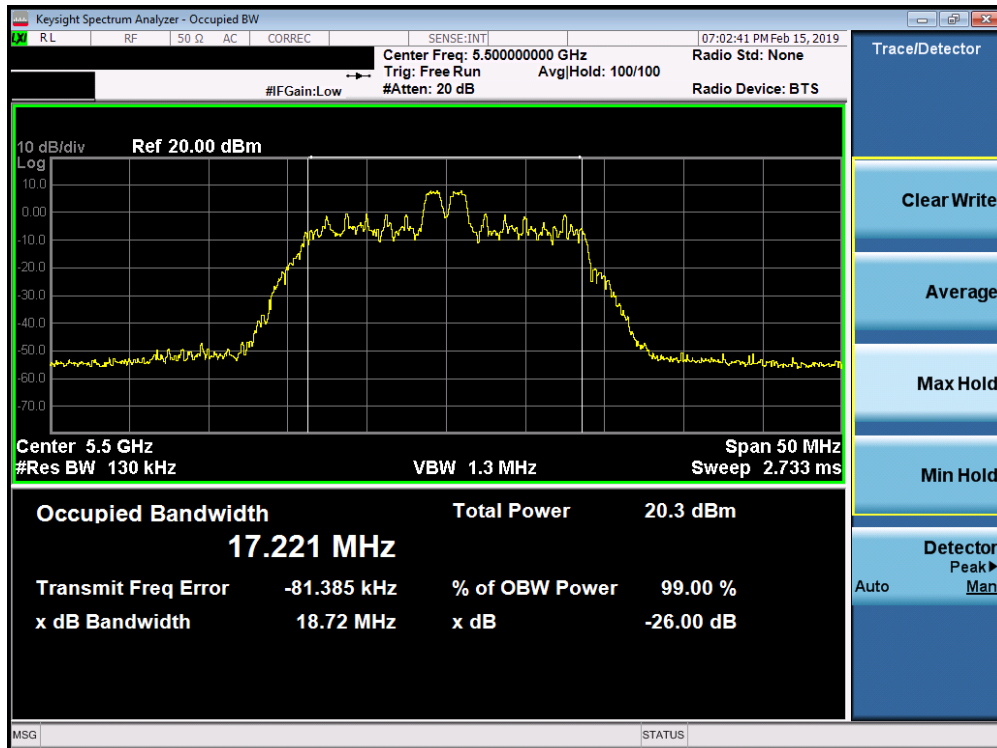 Keysight Spectrum Analyzer - Occupied BW
LXI RL RF 50 Ω AC CORREC SENSE:INT 07:02:41 PM Feb 15, 2019
Center Freq: 5.500000000 GHz Radio Std: None
Trig: Free Run Avg|Hold: 100/100
#IFGain:Low #Atten: 20 dB Radio Device: BTS
10 dB/div Ref 20.00 dBm
Log
10.0
0.00
-10.0
-20.0
-30.0
-40.0
-50.0
-60.0
-70.0
Center 5.5 GHz Span 50 MHz
#Res BW 130 kHz VBW 1.3 MHz Sweep 2.733 ms
Occupied Bandwidth Total Power 20.3 dBm
17.221 MHz
Transmit Freq Error -81.385 kHz % of OBW Power 99.00 %
x dB Bandwidth 18.72 MHz x dB -26.00 dB
MSG STATUS
Trace/Detector
Clear Write
Average
Max Hold
Min Hold
Detector
Peak▶
Auto Man